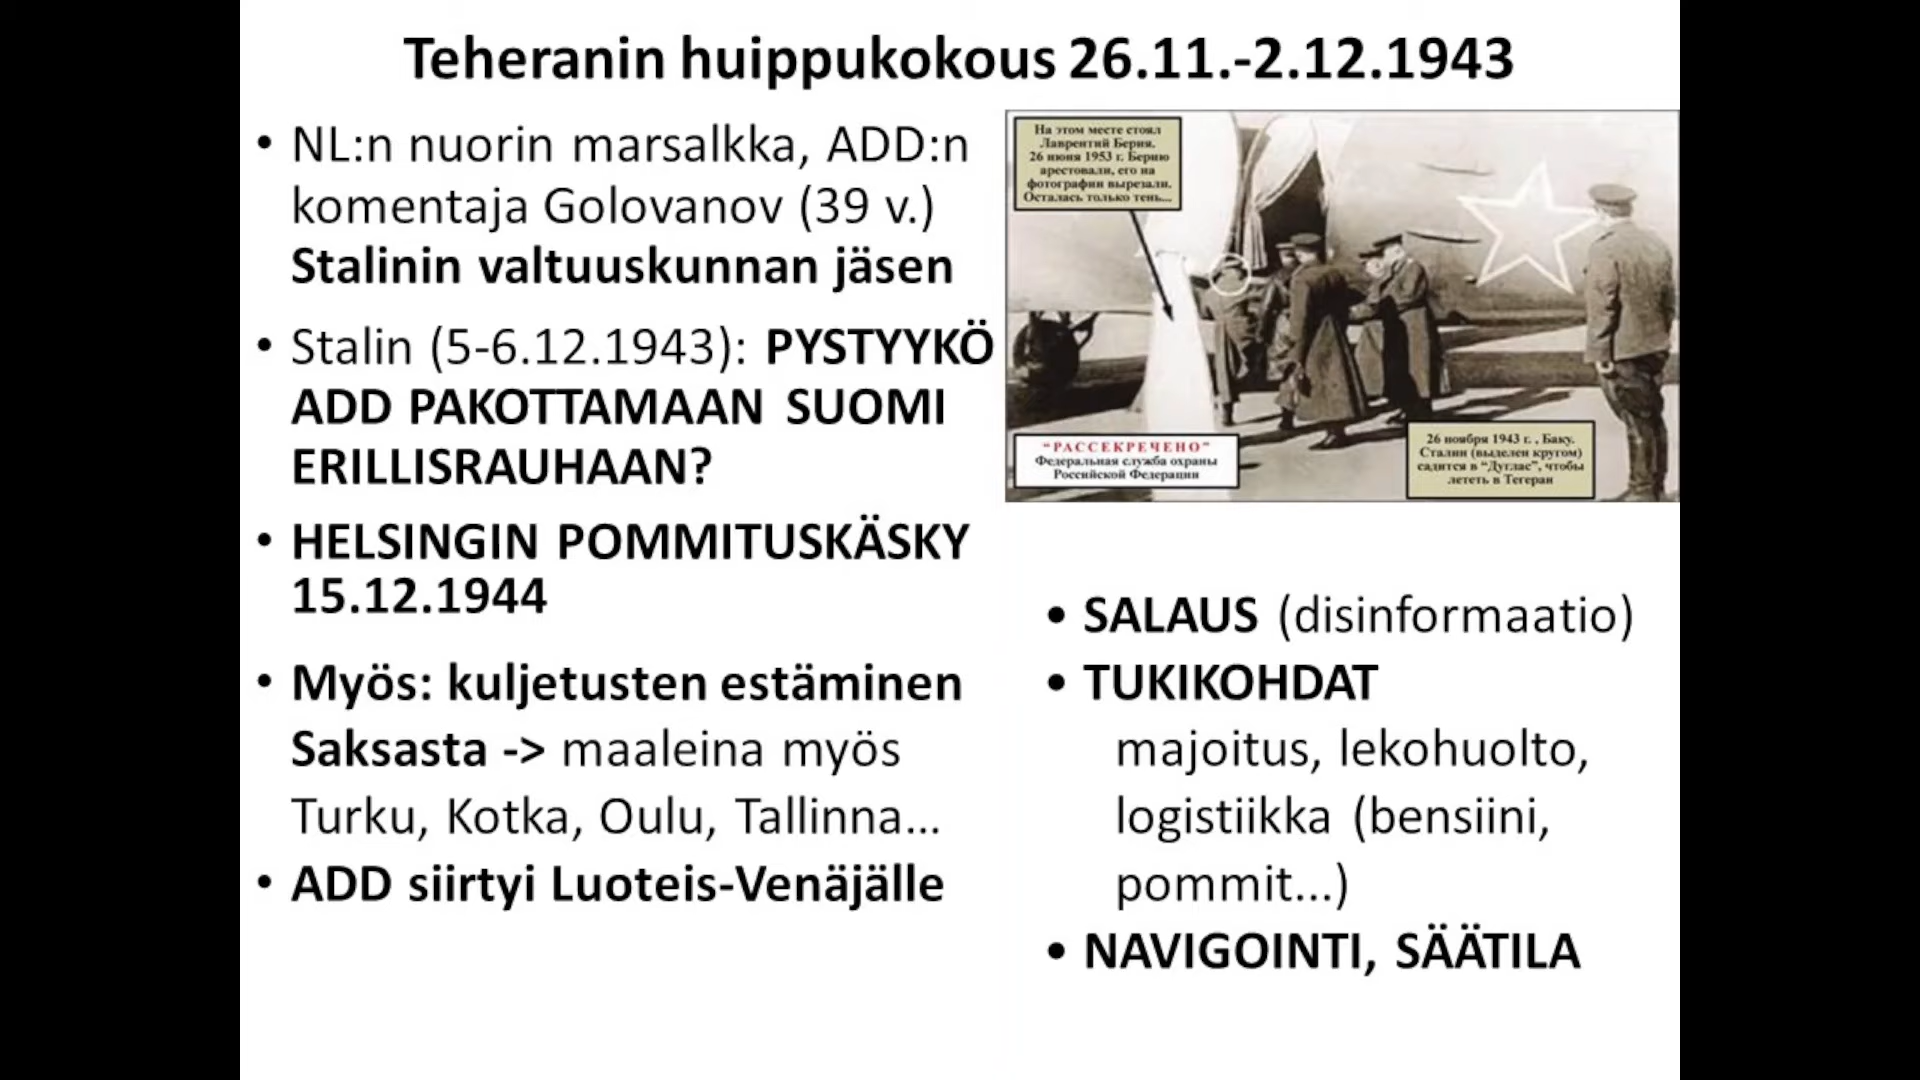 Teheranin huippukokous 26.11.-2.12.1943
• NL:n nuorin marsalkka, ADD:n
komentaja Golovanov (39 v.)
Stalinin valtuuskunnan jäsen
• Stalin (5-6.12.1943): PYSTYYKÖ
ADD PAKOTTAMAAN SUOMI
ERILLISRAUHAAN?
• HELSINGIN POMMITUSKÄSKY
15.12.1944
• Myös: kuljetusten estäminen
Saksasta -> maaleina myös
Turku, Kotka, Oulu, Tallinna...
• ADD siirtyi Luoteis-Venäjälle
На этом месте стоял
Лаврентий Берия.
26 июня 1953 г. Берию
арестовали, его на
фотографии вырезали.
Осталась только тень...
"РАССЕКРЕЧЕНО"
Федеральная служба охраны
Российской Федерации
26 ноября 1943 г. , Баку.
Сталин (выделен кругом)
садится в "Дуглас", чтобы
лететь в Тегеран
• SALAUS (disinformaatio)
• TUKIKOHDAT
majoitus, lekohuolto,
logistiikka (bensiini,
pommit...)
• NAVIGOINTI, SÄÄTILA